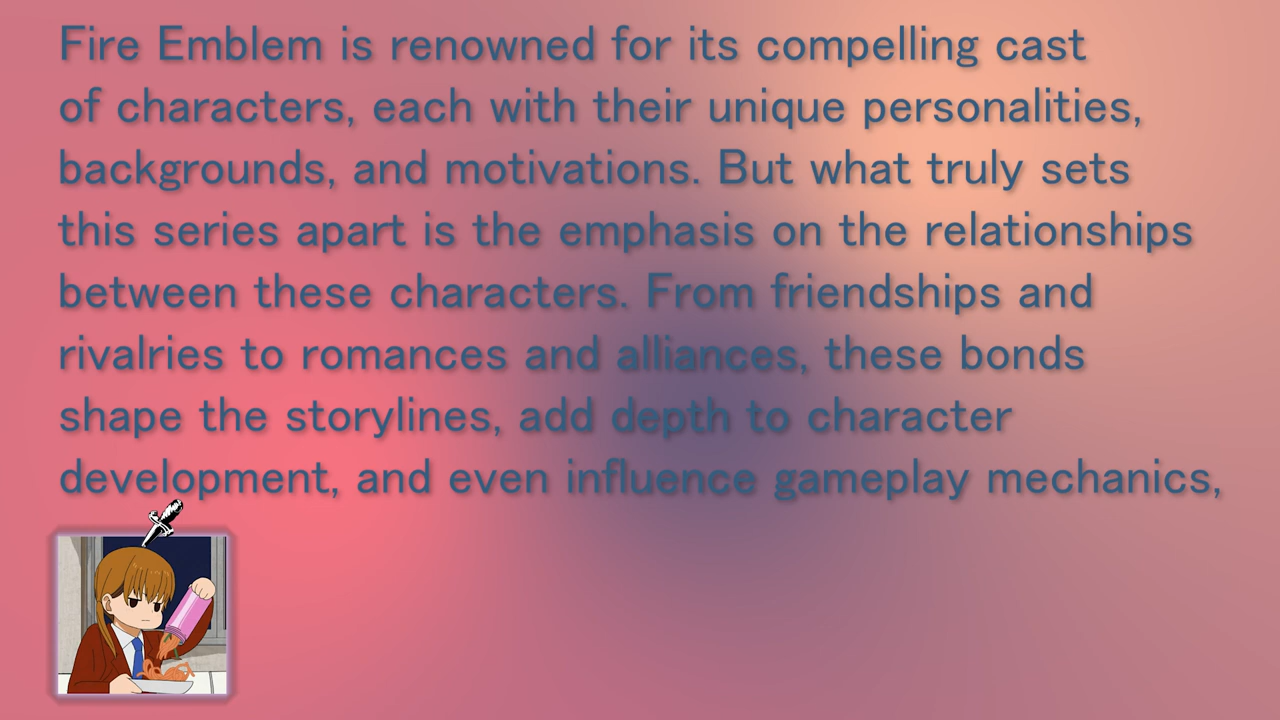 Fire Emblem is renowned for its compelling cast
of characters, each with their unique personalities,
backgrounds, and motivations. But what truly sets
this series apart is the emphasis on the relationships
between these characters. From friendships and
rivalries to romances and alliances, these bonds
shape the storylines, add depth to character
development, and even influence gameplay mechanics,